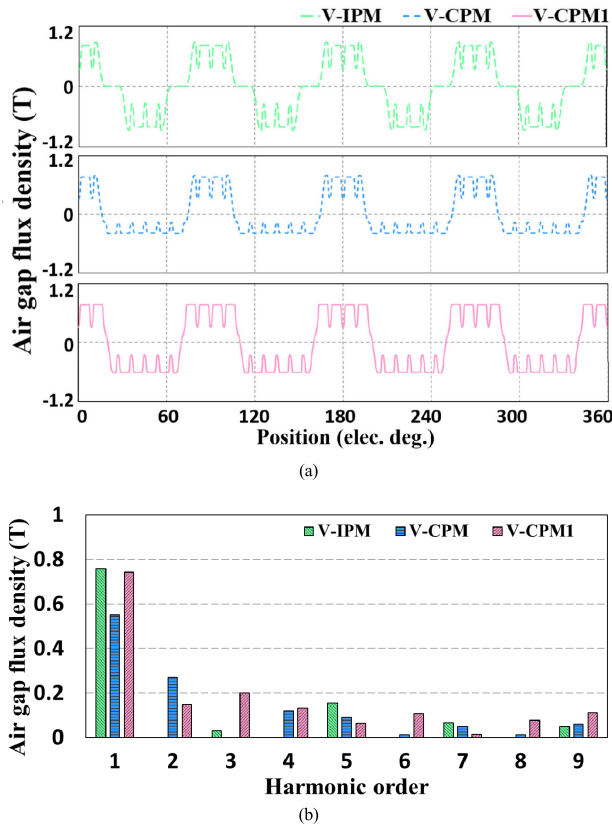 V-IPM V-CPM V-CPM1
Air gap flux density (T)
1.2
0
-1.2
1.2
0
-1.2
1.2
0
-1.2
0 60 120 180 240 300 360
Position (elec. deg.)
(a)
Air gap flux density (T)
1
0.8
0.6
0.4
0.2
0
V-IPM V-CPM V-CPM1
1 2 3 4 5 6 7 8 9
Harmonic order
(b)